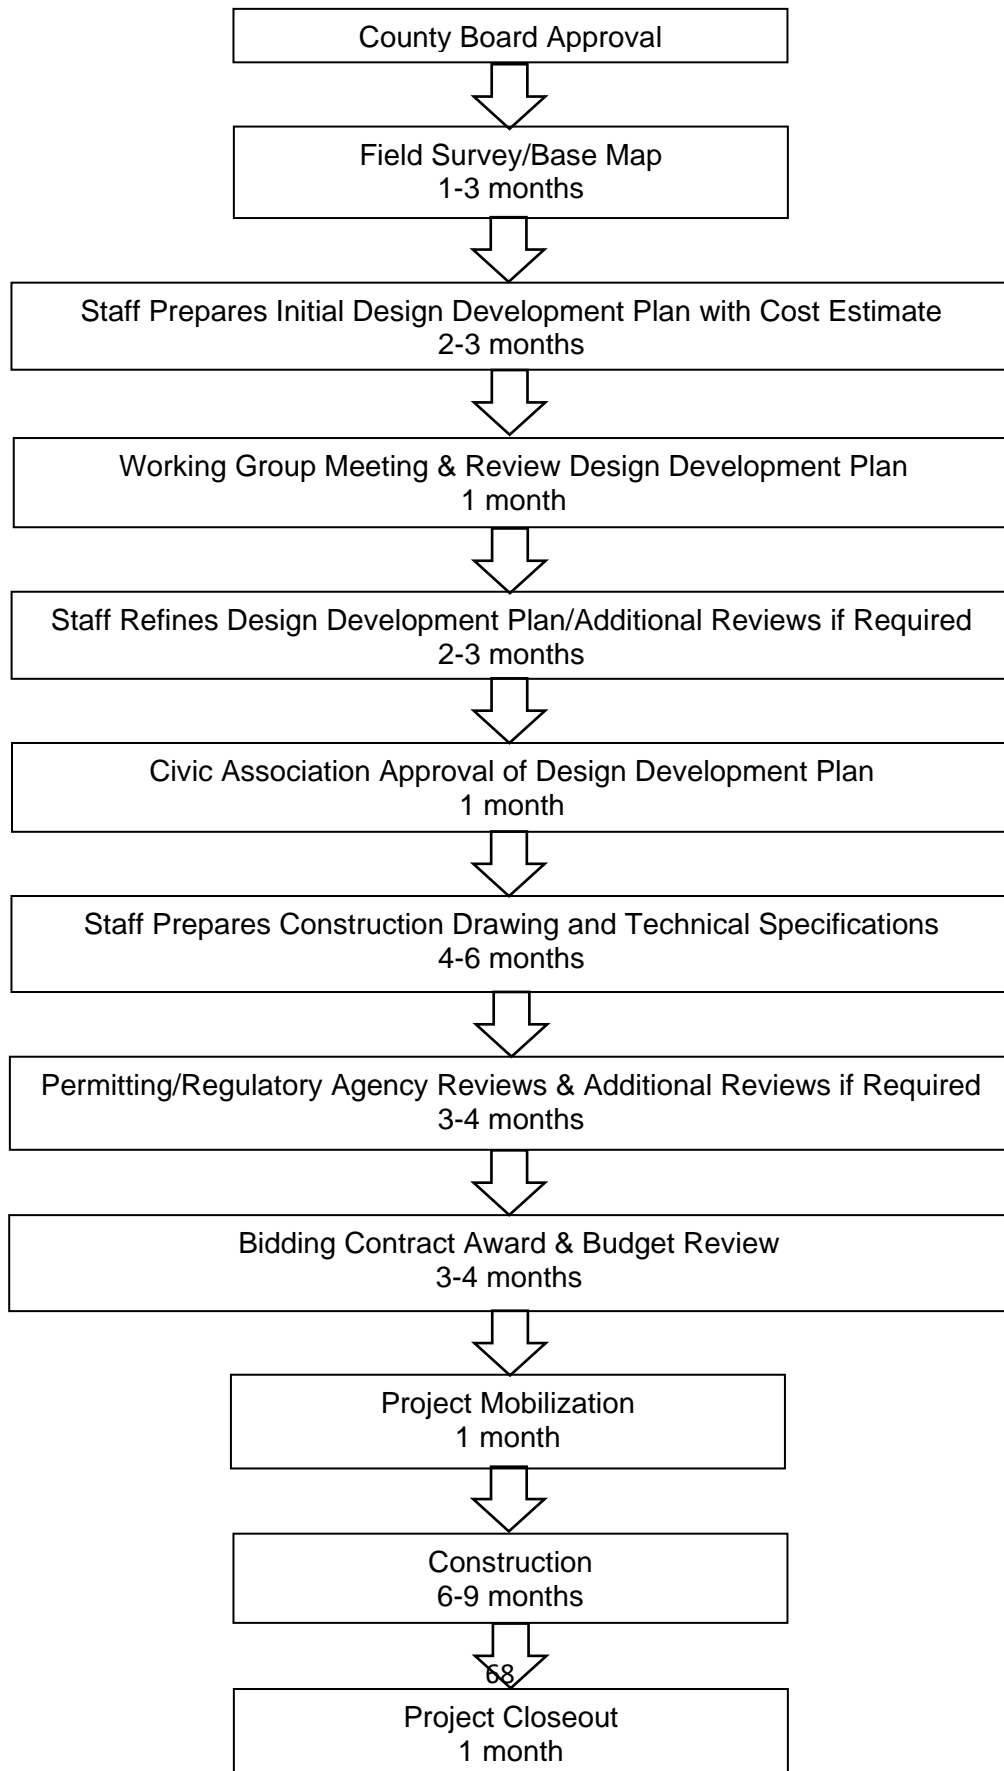 County Board Approval
Field Survey/Base Map
1-3 months
Staff Prepares Initial Design Development Plan with Cost Estimate
2-3 months
Working Group Meeting & Review Design Development Plan
1 month
Staff Refines Design Development Plan/Additional Reviews if Required
2-3 months
Civic Association Approval of Design Development Plan
1 month
Staff Prepares Construction Drawing and Technical Specifications
4-6 months
Permitting/Regulatory Agency Reviews & Additional Reviews if Required
3-4 months
Bidding Contract Award & Budget Review
3-4 months
Project Mobilization
1 month
Construction
6-9 months
68
Project Closeout
1 month